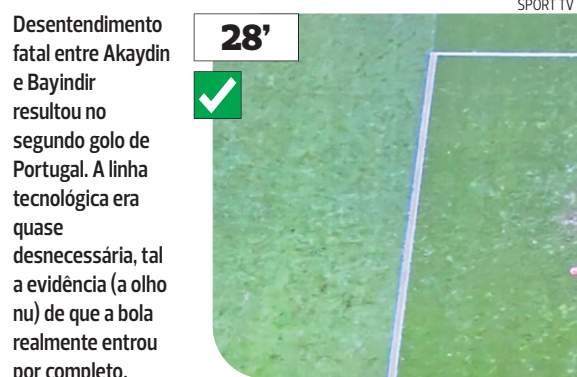 SPORT TV
Desentendimento
fatal entre Akaydin
e Bayindir
resultou no
segundo golo de
Portugal. A linha
tecnológica era
quase
desnecessária, tal
a evidência (a olho
nu) de que a bola
realmente entrou
por completo.
28’